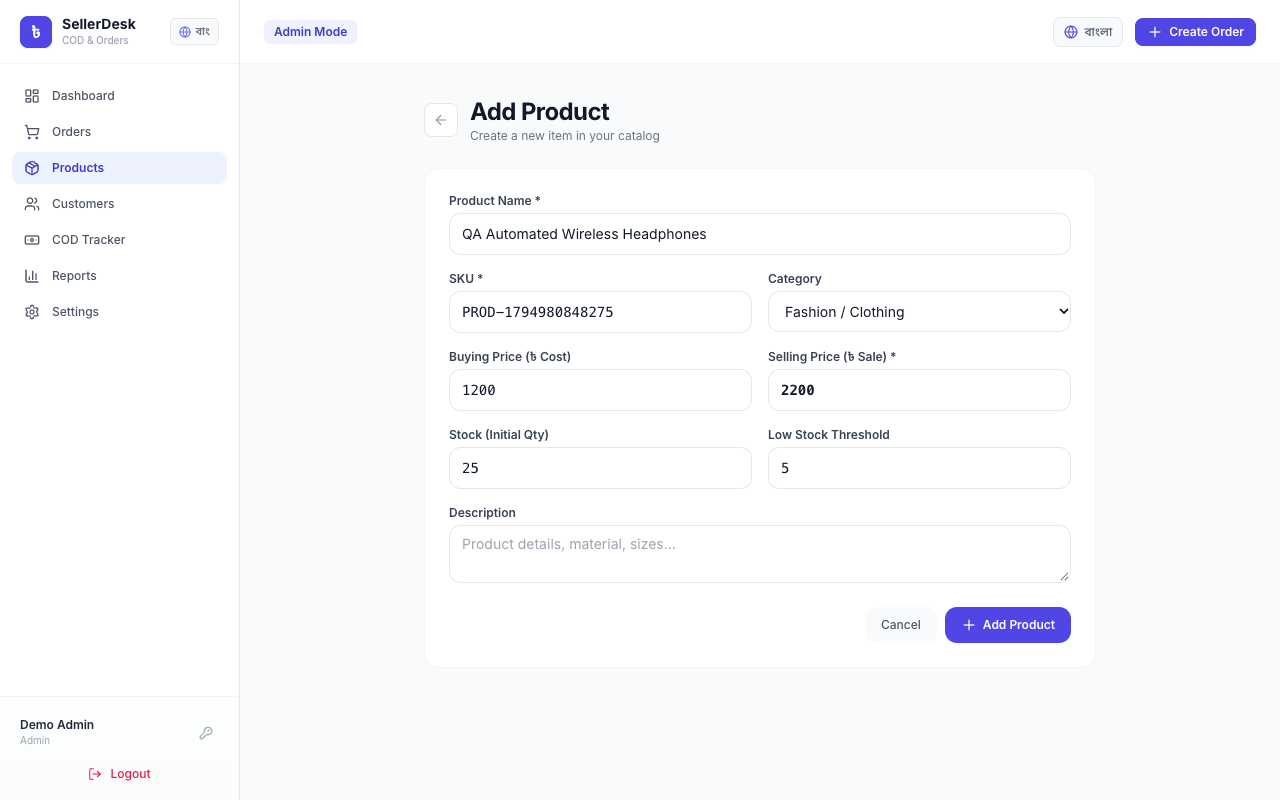 ৳
SellerDesk
COD & Orders
বাং
Dashboard
Orders
Products
Customers
COD Tracker
Reports
Settings
Demo Admin
Admin
Logout
Admin Mode
বাংলা
Create Order
Add Product
Create a new item in your catalog
Product Name *
QA Automated Wireless Headphones
SKU *
Category
PROD-1794980848275
Fashion / Clothing
Buying Price (৳ Cost)
Selling Price (৳ Sale) *
1200
2200
Stock (Initial Qty)
Low Stock Threshold
25
5
Description
Product details, material, sizes...
Cancel
Add Product